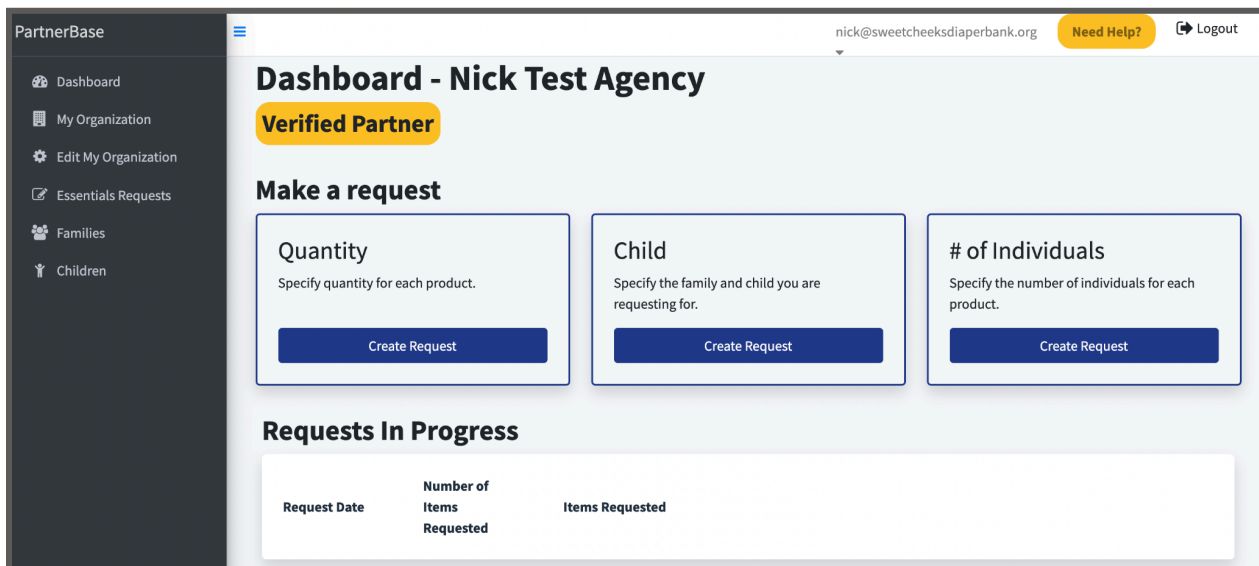 PartnerBase
nick@sweetcheeksdiaperbank.org
Need Help?
Logout
Dashboard
My Organization
Edit My Organization
Essentials Requests
Families
Children
Dashboard - Nick Test Agency
Verified Partner
Make a request
Quantity
Specify quantity for each product.
Create Request
Child
Specify the family and child you are
requesting for.
Create Request
# of Individuals
Specify the number of individuals for each
product.
Create Request
Requests In Progress
Request Date
Number of
Items
Requested
Items Requested